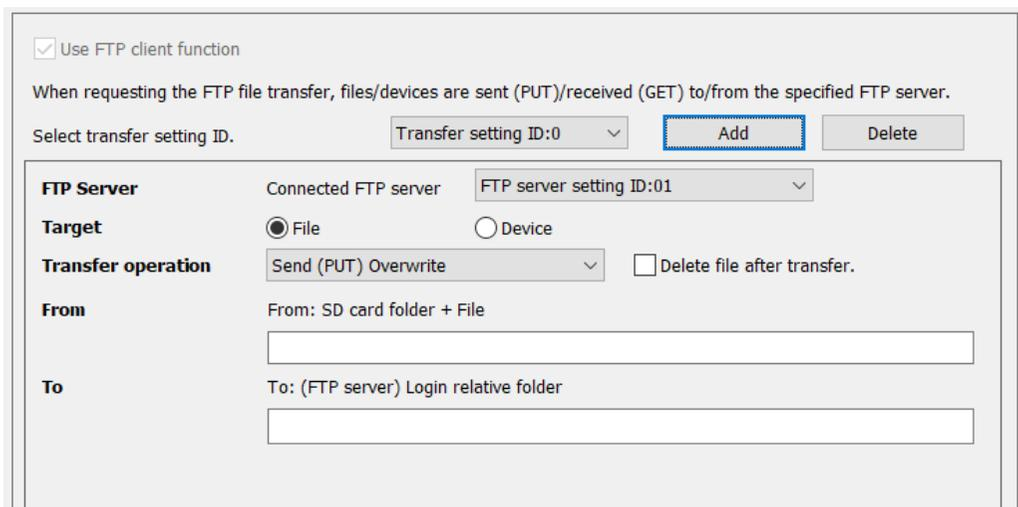 Use FTP client function
When requesting the FTP file transfer, files/devices are sent (PUT)/received (GET) to/from the specified FTP server.
Select transfer setting ID. Transfer setting ID:0 Add Delete
FTP Server Connected FTP server FTP server setting ID:01
Target File Device
Transfer operation Send (PUT) Overwrite Delete file after transfer.
From From: SD card folder + File
To To: (FTP server) Login relative folder